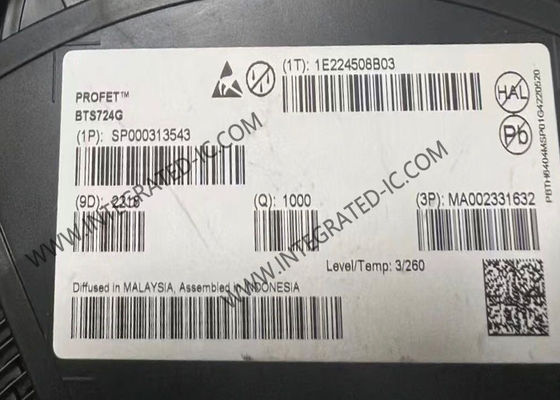 PROFET™
BTS724G
(1P): SP000313543
(1T): 1E224508B03
HAL
Pb
(9D): 2218
(Q): 1000
(3P): MA002331632
Level/Temp: 3/260
Diffused in MALAYSIA, Assembled in INDONESIA
WWW.INTEGRATED-IC.COM
WWW.INTEGRATED-IC.COM